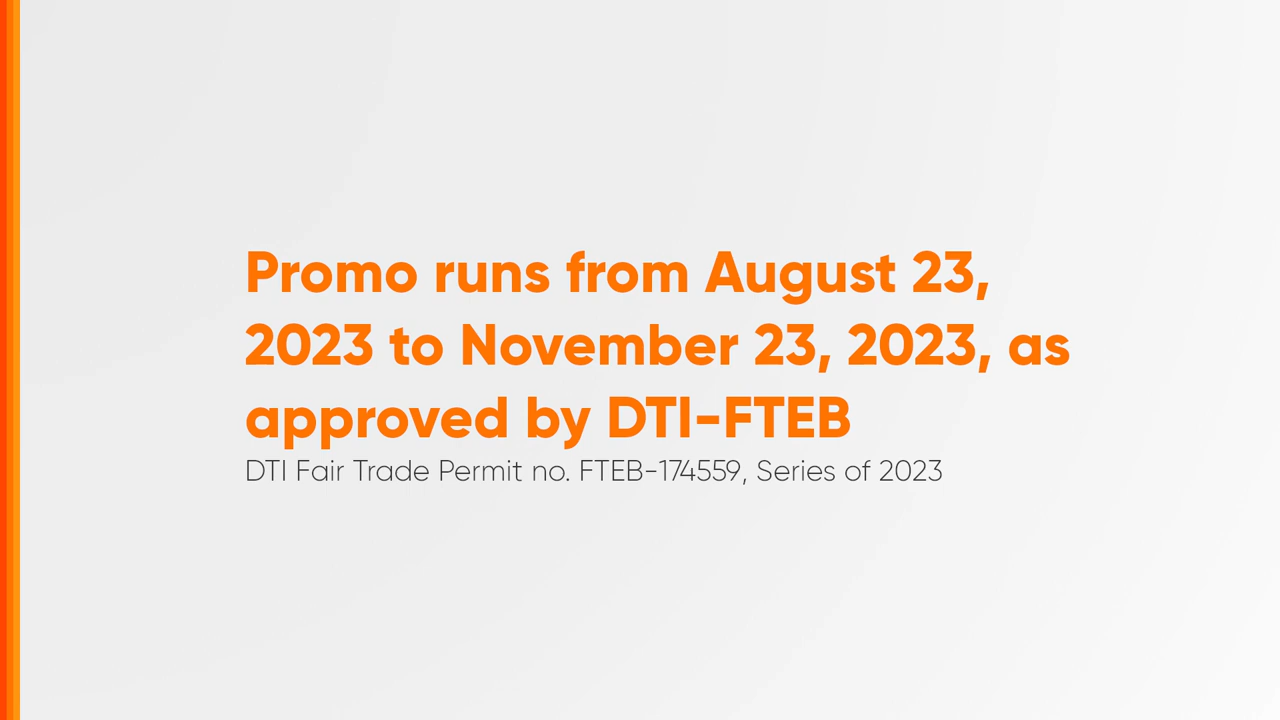 Promo runs from August 23,
2023 to November 23, 2023, as
approved by DTI-FTEB
DTI Fair Trade Permit no. FTEB-174559, Series of 2023